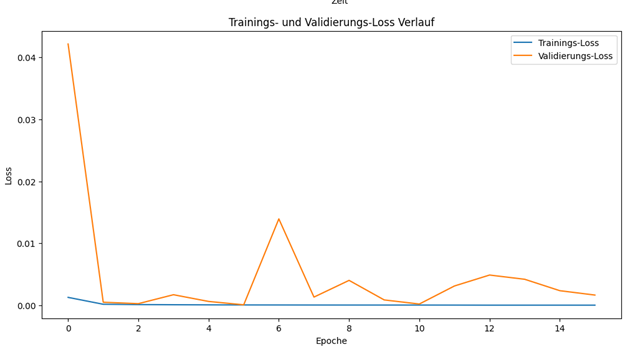 Zeit
Trainings- und Validierungs-Loss Verlauf
Trainings-Loss
Validierungs-Loss
0.04
0.03
0.02
0.01
0.00
Loss
0 2 4 6 8 10 12 14
Epoche